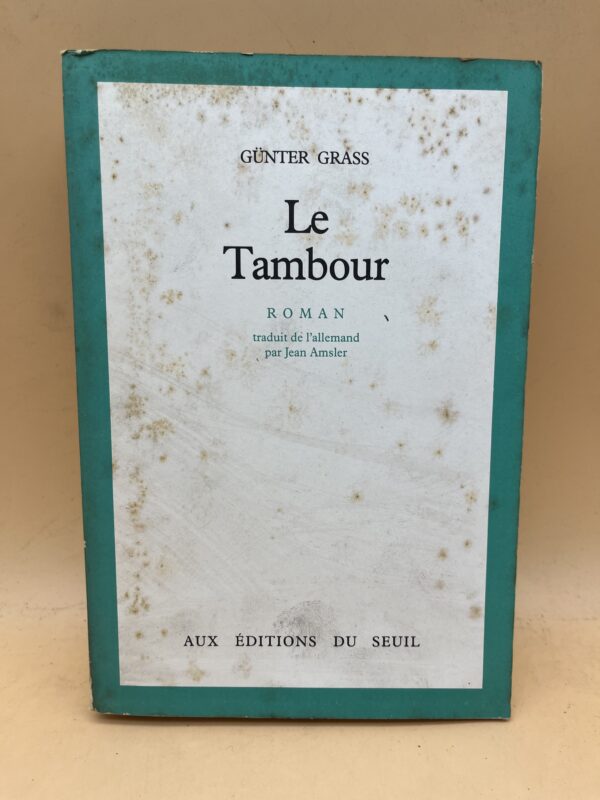 GÜNTER GRASS
Le
Tambour
ROMAN
traduit de l'allemand
par Jean Amsler
AUX ÉDITIONS DU SEUIL